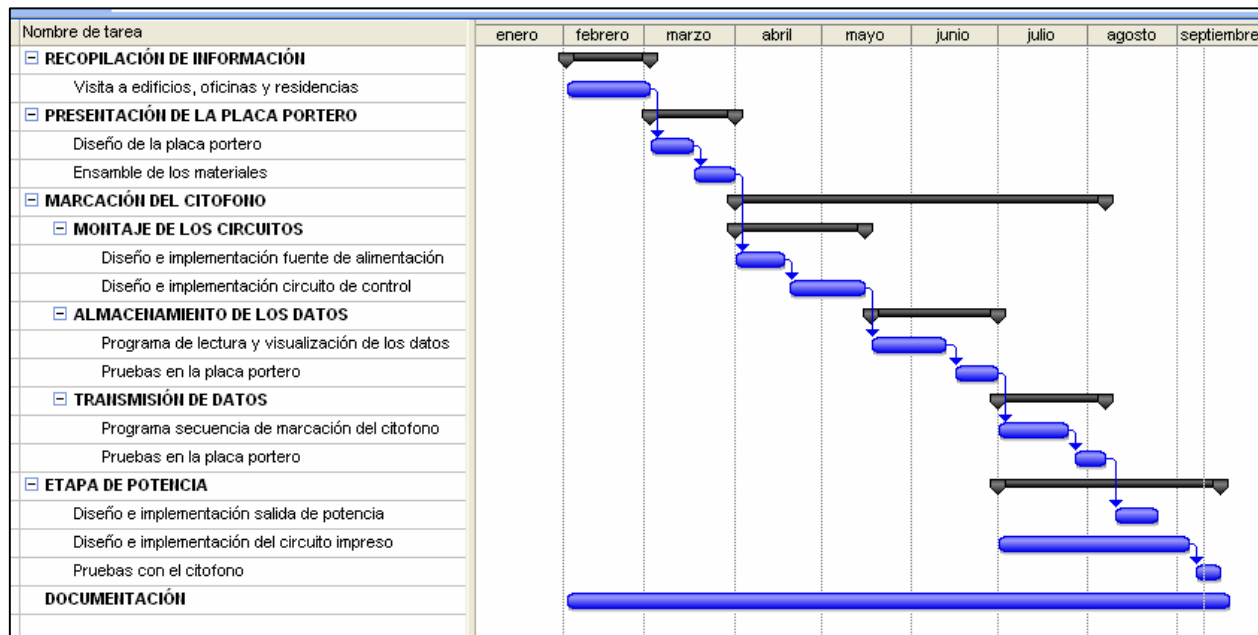 Nombre de tarea
enero febrero marzo abril mayo junio julio agosto septiembre
RECOPILACIÓN DE INFORMACIÓN
Visita a edificios, oficinas y residencias
PRESENTACIÓN DE LA PLACA PORTERO
Diseño de la placa portero
Ensamble de los materiales
MARCACIÓN DEL CITOFONO
MONTAJE DE LOS CIRCUITOS
Diseño e implementación fuente de alimentación
Diseño e implementación circuito de control
ALMACENAMIENTO DE LOS DATOS
Programa de lectura y visualización de los datos
Pruebas en la placa portero
TRANSMISIÓN DE DATOS
Programa secuencia de marcación del citofono
Pruebas en la placa portero
ETAPA DE POTENCIA
Diseño e implementación salida de potencia
Diseño e implementación del circuito impreso
Pruebas con el citofono
DOCUMENTACIÓN